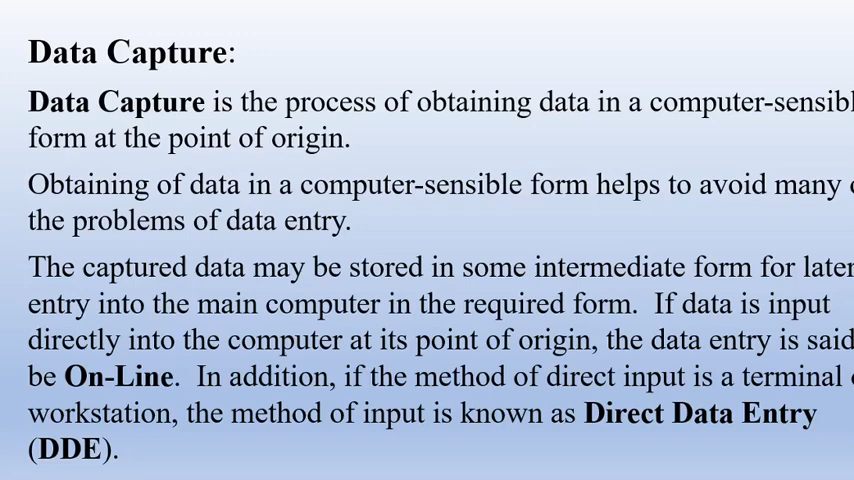 Data Capture:
Data Capture is the process of obtaining data in a computer-sensibl
form at the point of origin.
Obtaining of data in a computer-sensible form helps to avoid many o
the problems of data entry.
The captured data may be stored in some intermediate form for later
entry into the main computer in the required form.  If data is input
directly into the computer at its point of origin, the data entry is said
be On-Line.  In addition, if the method of direct input is a terminal o
workstation, the method of input is known as Direct Data Entry
(DDE).